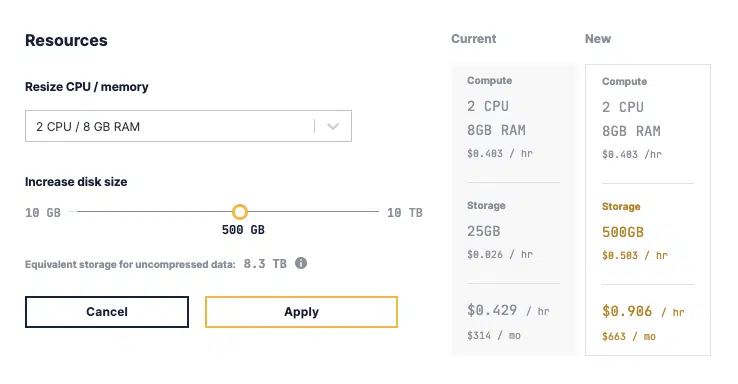 Resources
Resize CPU / memory
2 CPU / 8 GB RAM
Increase disk size
10 GB
10 TB
500 GB
Equivalent storage for uncompressed data: 8.3 TB
Cancel
Apply
Current
Compute
2 CPU
8GB RAM
$0.403 / hr
Storage
25GB
$0.026 / hr
$0.429 / hr
$314 / mo
New
Compute
2 CPU
8GB RAM
$0.403 /hr
Storage
500GB
$0.503 / hr
$0.906 / hr
$663 / mo